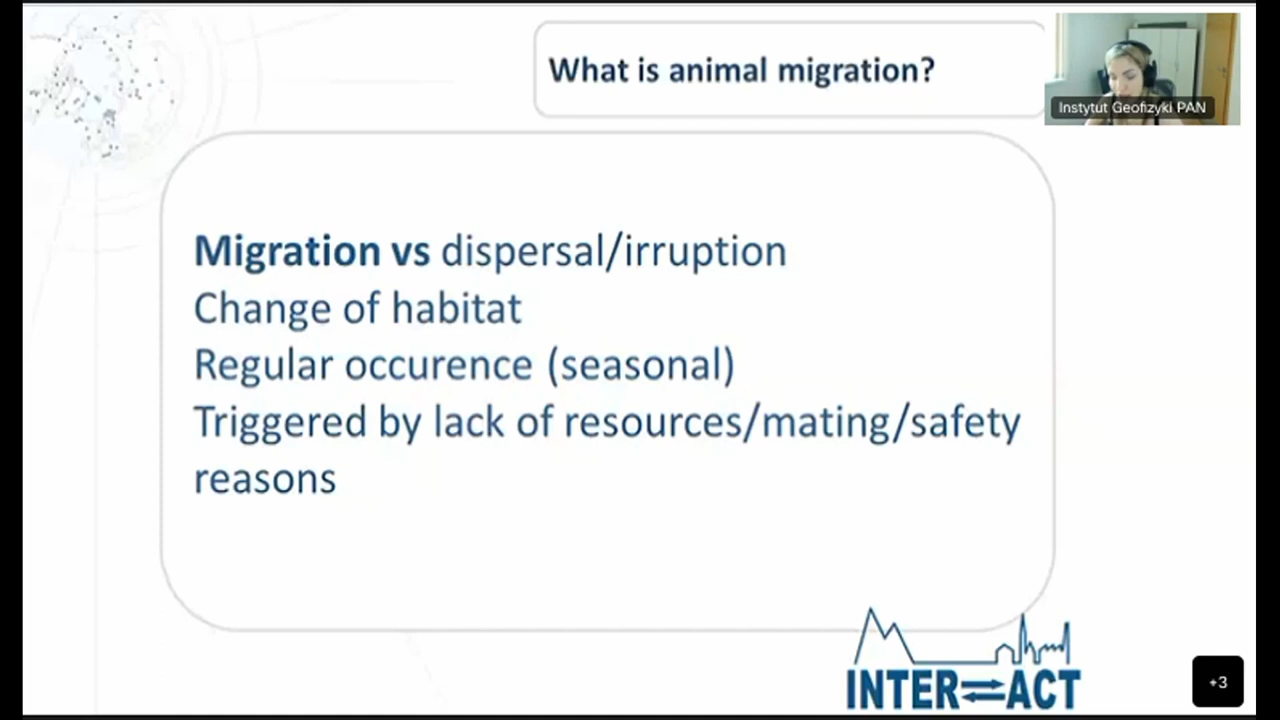 What is animal migration?
Instytut Geofizyki PAN
Migration vs dispersal/irruption
Change of habitat
Regular occurence (seasonal)
Triggered by lack of resources/mating/safety
reasons
INTER⇄ACT
+3